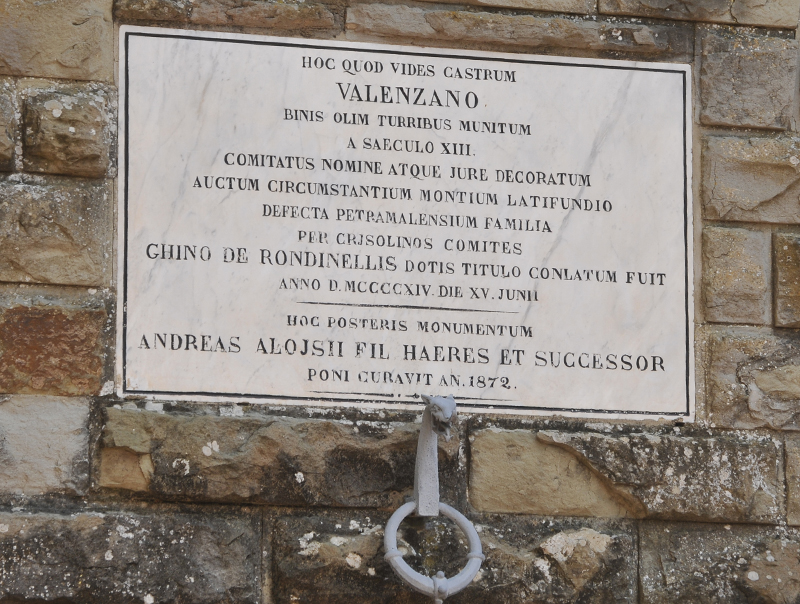 HOC QUOD VIDES CASTRUM
VALENZANO
BINIS OLIM TURRIBUS MUNITUM
A SAECULO XIII.
COMITATUS NOMINE ATQUE JURE DECORATUM
AUCTUM CIRCUMSTANTIUM MONTIUM LATIFUNDIO
DEFECTA PETRAMALENSIUM FAMILIA
PER CRISOLINOS COMITES
GHINO DE RONDINELLIS DOTIS TITULO CONLATUM FUIT
ANNO D. MCCCCCXIV. DIE XV. JUNII
HOC POSTERIS MONUMENTUM
ANDREAS ALOJSII FIL HAERES ET SUCCESSOR
PONI CURAVIT AN. 1872.